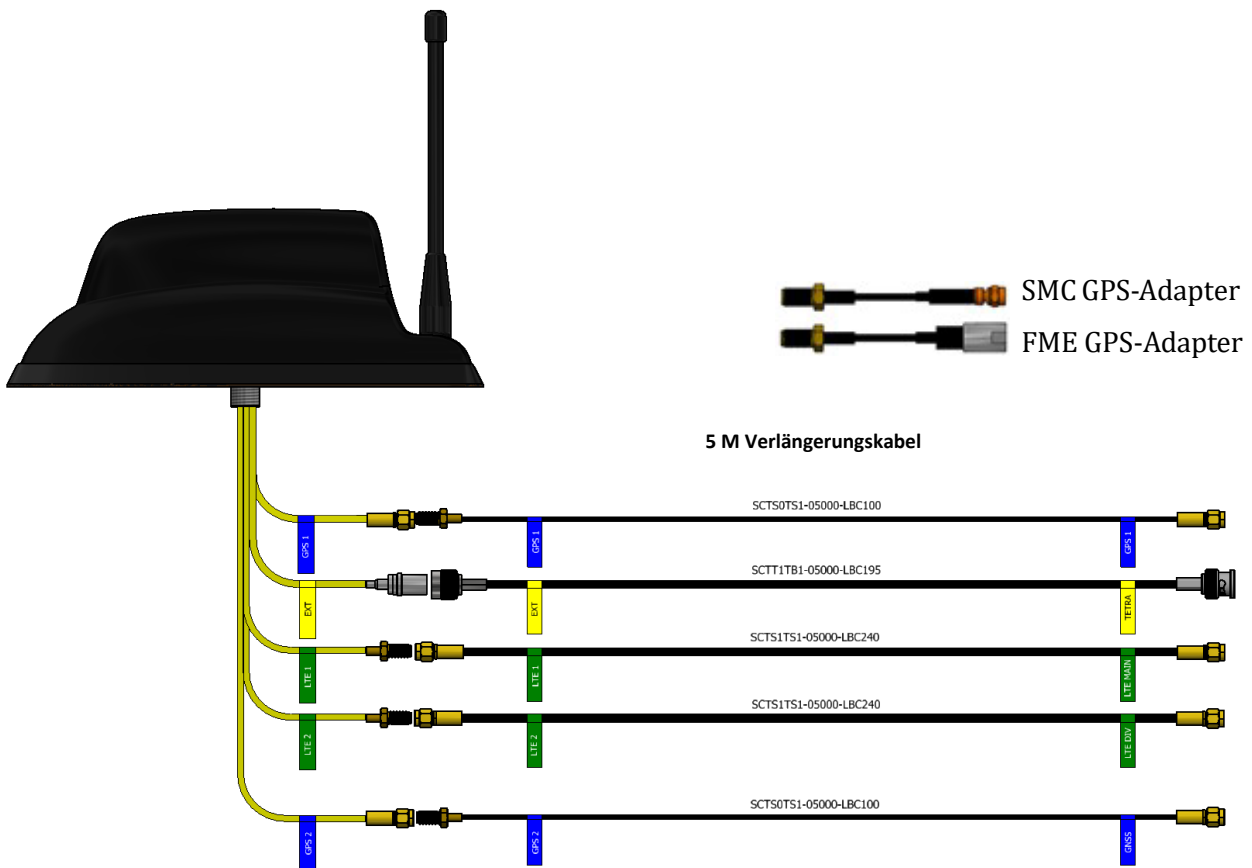 SMC GPS-Adapter
FME GPS-Adapter
5 M Verlängerungskabel
SCTS0TS1-05000-LBC100
GPS 1
GPS 1
GPS 1
SCTT1TB1-05000-LBC195
EXT
EXT
TETRA
SCTS1TS1-05000-LBC240
LTE 1
LTE 1
LTE MAIN
SCTS1TS1-05000-LBC240
LTE 2
LTE 2
LTE DIV
SCTS0TS1-05000-LBC100
GPS 2
GPS 2
GNSS